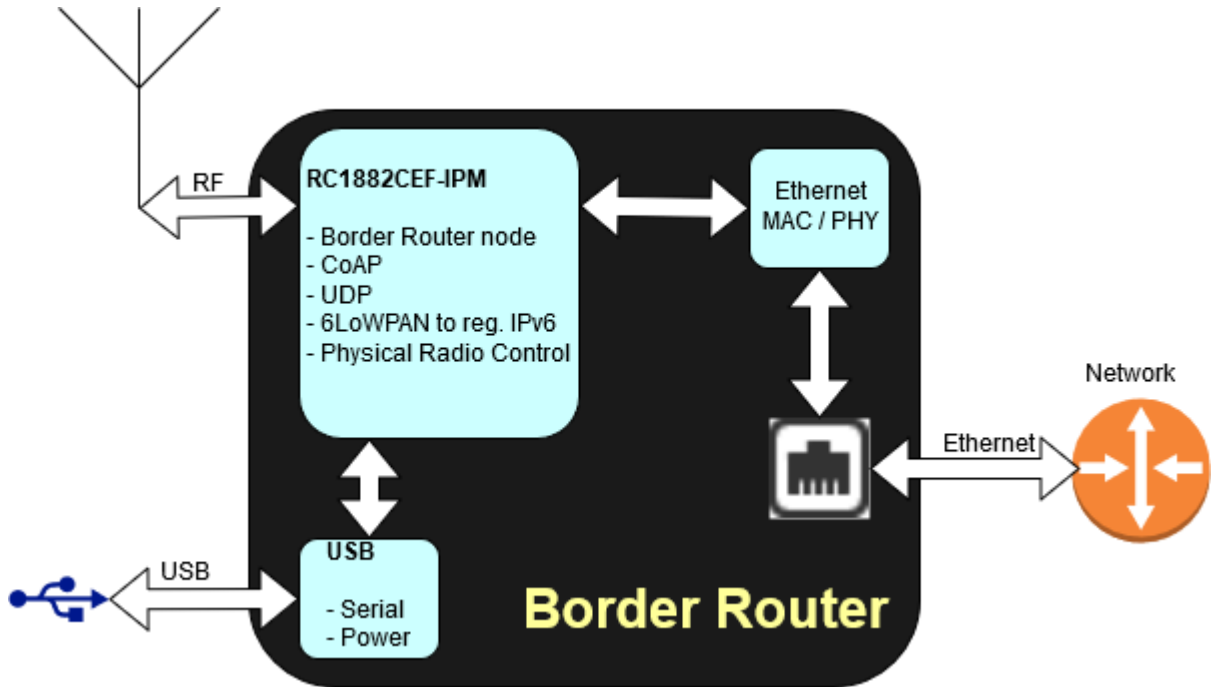 RF
RC1882CEF-IPM
- Border Router node
- CoAP
- UDP
- 6LoWPAN to reg. IPv6
- Physical Radio Control
Ethernet
MAC / PHY
Network
Ethernet
USB
USB
- Serial
- Power
Border Router